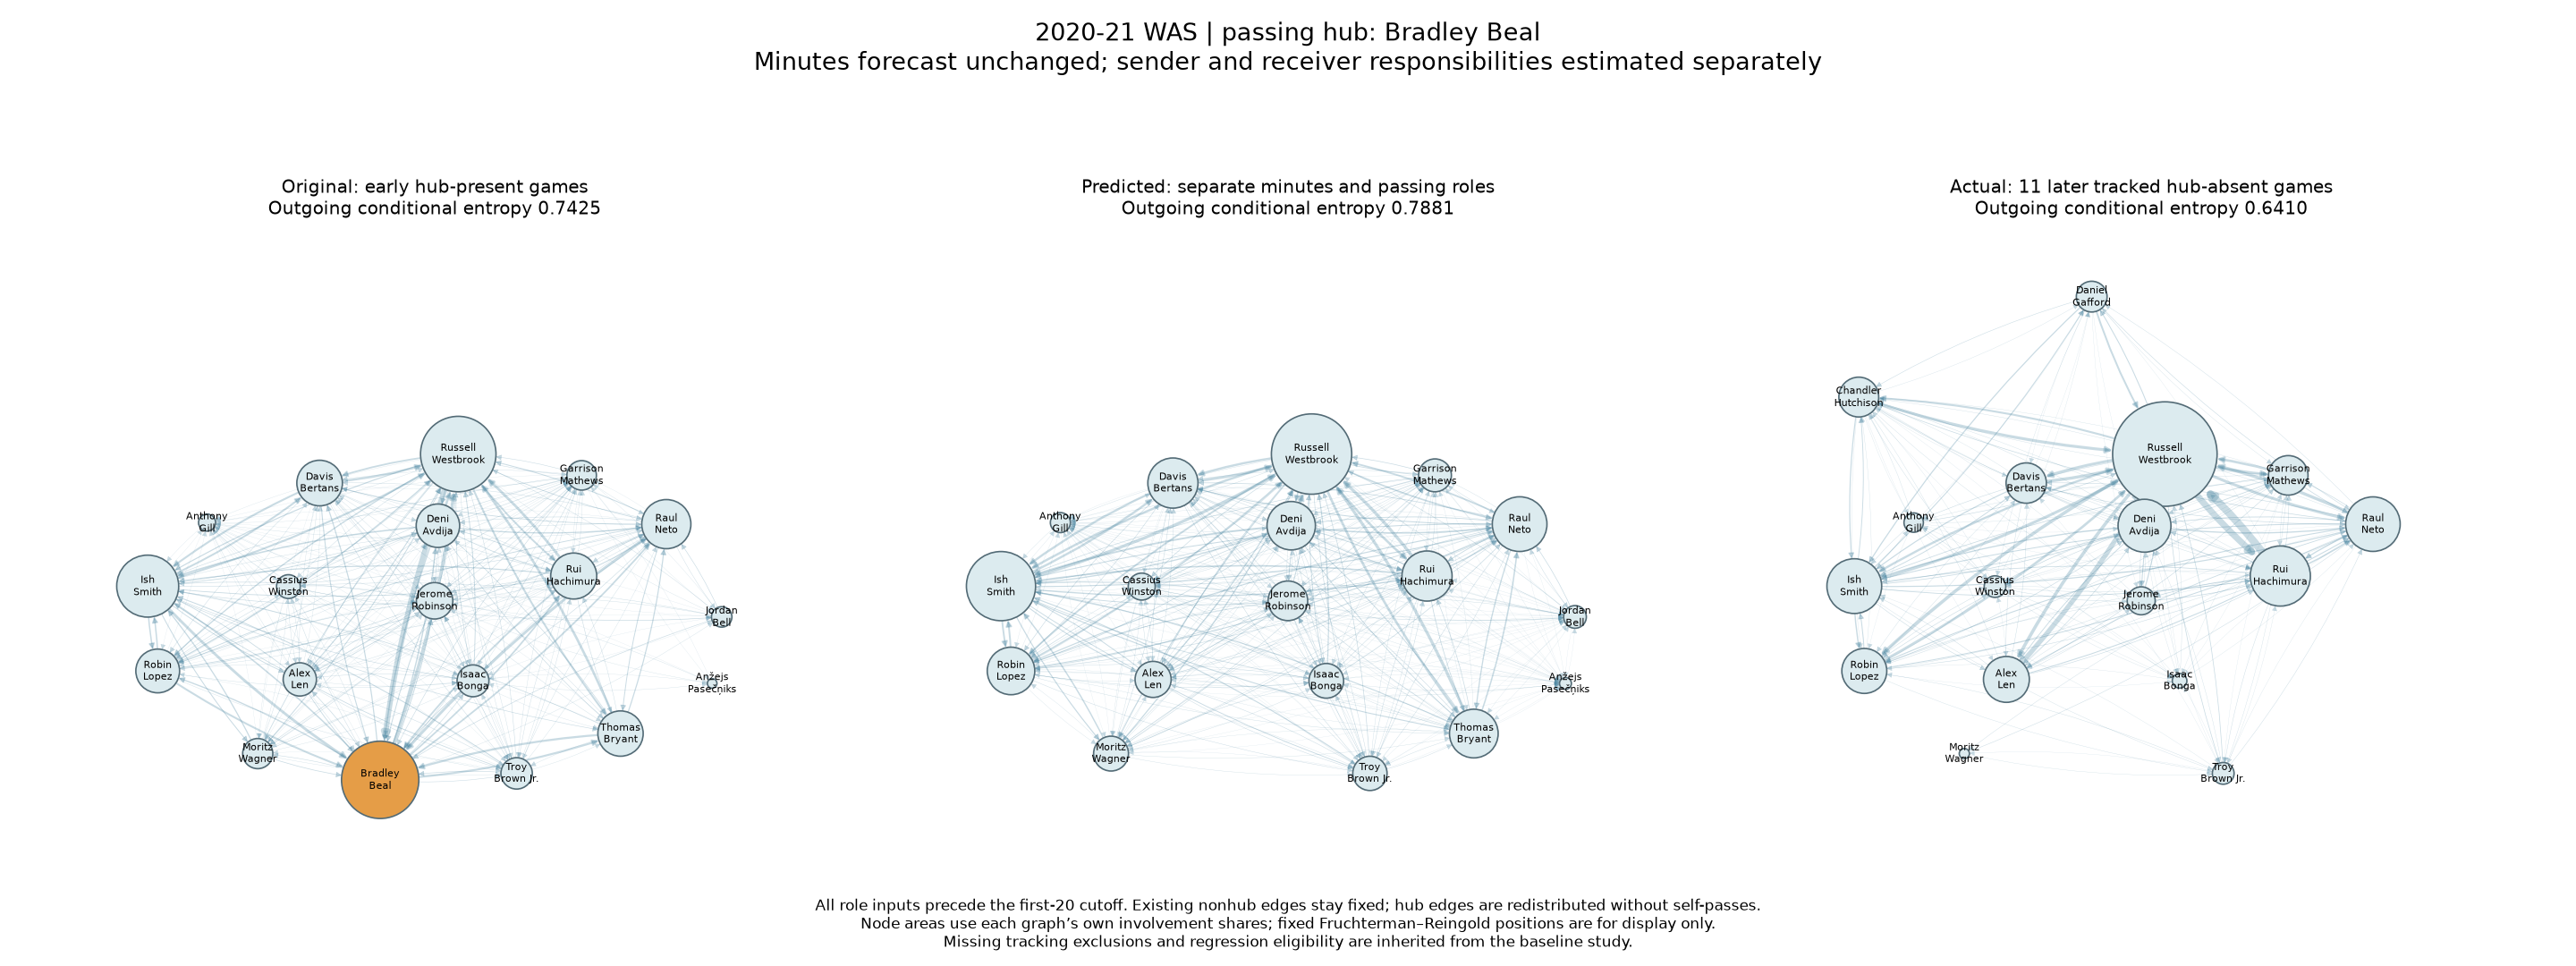 2020-21 WAS | passing hub: Bradley Beal
Minutes forecast unchanged; sender and receiver responsibilities estimated separately
Original: early hub-present games
Outgoing conditional entropy 0.7425
Russell
Westbrook
Davis
Bertans
Garrison
Mathews
Anthony
Gill
Deni
Avdija
Raul
Neto
Ish
Smith
Cassius
Winston
Jerome
Robinson
Rui
Hachimura
Jordan
Bell
Robin
Lopez
Alex
Len
Isaac
Bonga
Anžejs
Pasečņiks
Thomas
Bryant
Moritz
Wagner
Bradley
Beal
Troy
Brown Jr.
Predicted: separate minutes and passing roles
Outgoing conditional entropy 0.7881
Russell
Westbrook
Davis
Bertans
Garrison
Mathews
Anthony
Gill
Deni
Avdija
Raul
Neto
Ish
Smith
Cassius
Winston
Jerome
Robinson
Rui
Hachimura
Jordan
Bell
Robin
Lopez
Alex
Len
Isaac
Bonga
Anžejs
Pasečņiks
Thomas
Bryant
Moritz
Wagner
Troy
Brown Jr.
Actual: 11 later tracked hub-absent games
Outgoing conditional entropy 0.6410
Daniel
Gafford
Chandler
Hutchison
Russell
Westbrook
Davis
Bertans
Garrison
Mathews
Anthony
Gill
Deni
Avdija
Raul
Neto
Ish
Smith
Cassius
Winston
Jerome
Robinson
Rui
Hachimura
Robin
Lopez
Alex
Len
Isaac
Bonga
Moritz
Wagner
Troy
Brown Jr.
All role inputs precede the first-20 cutoff. Existing nonhub edges stay fixed; hub edges are redistributed without self-passes.
Node areas use each graph’s own involvement shares; fixed Fruchterman–Reingold positions are for display only.
Missing tracking exclusions and regression eligibility are inherited from the baseline study.